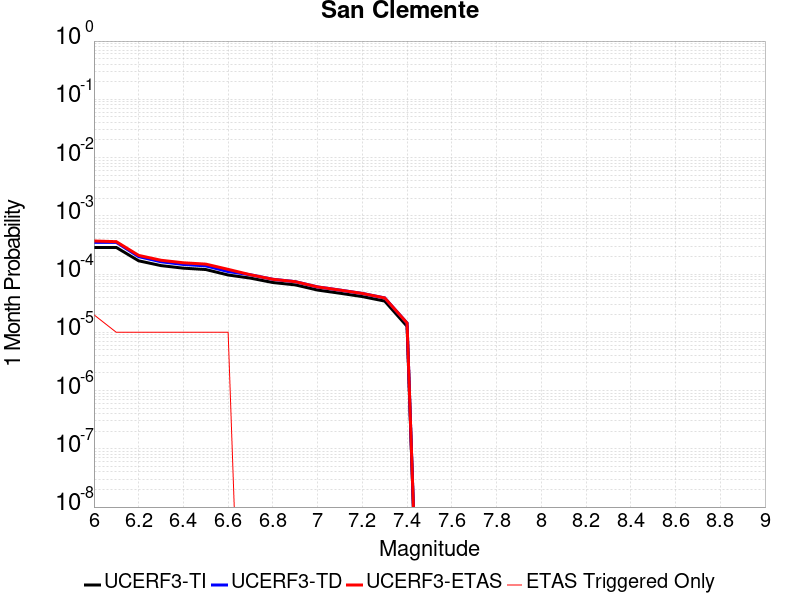 San Clemente
10^0
10^-1
10^-2
10^-3
10^-4
10^-5
10^-6
10^-7
10^-8
1 Month Probability
6 6.2 6.4 6.6 6.8 7 7.2 7.4 7.6 7.8 8 8.2 8.4 8.6 8.8 9
Magnitude
UCERF3-TI UCERF3-TD UCERF3-ETAS ETAS Triggered Only